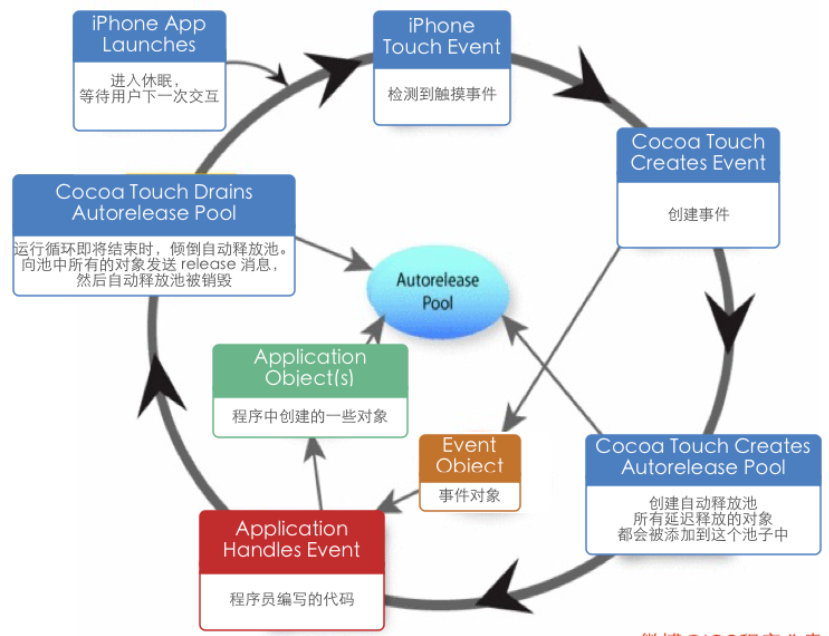 iPhone App
Launches
进入休眠，
等待用户下一次交互
iPhone
Touch Event
检测到触摸事件
Cocoa Touch
Creates Event
创建事件
Cocoa Touch Drains
Autorelease Pool
运行循环即将结束时，倾倒自动释放池。
向池中所有的对象发送 release 消息，
然后自动释放池被销毁
Autorelease
Pool
Application
Object(s)
程序中创建的一些对象
Event
Object
事件对象
Cocoa Touch Creates
Autorelease Pool
创建自动释放池
所有延迟释放的对象
都会被添加到这个池子中
Application
Handles Event
程序员编写的代码